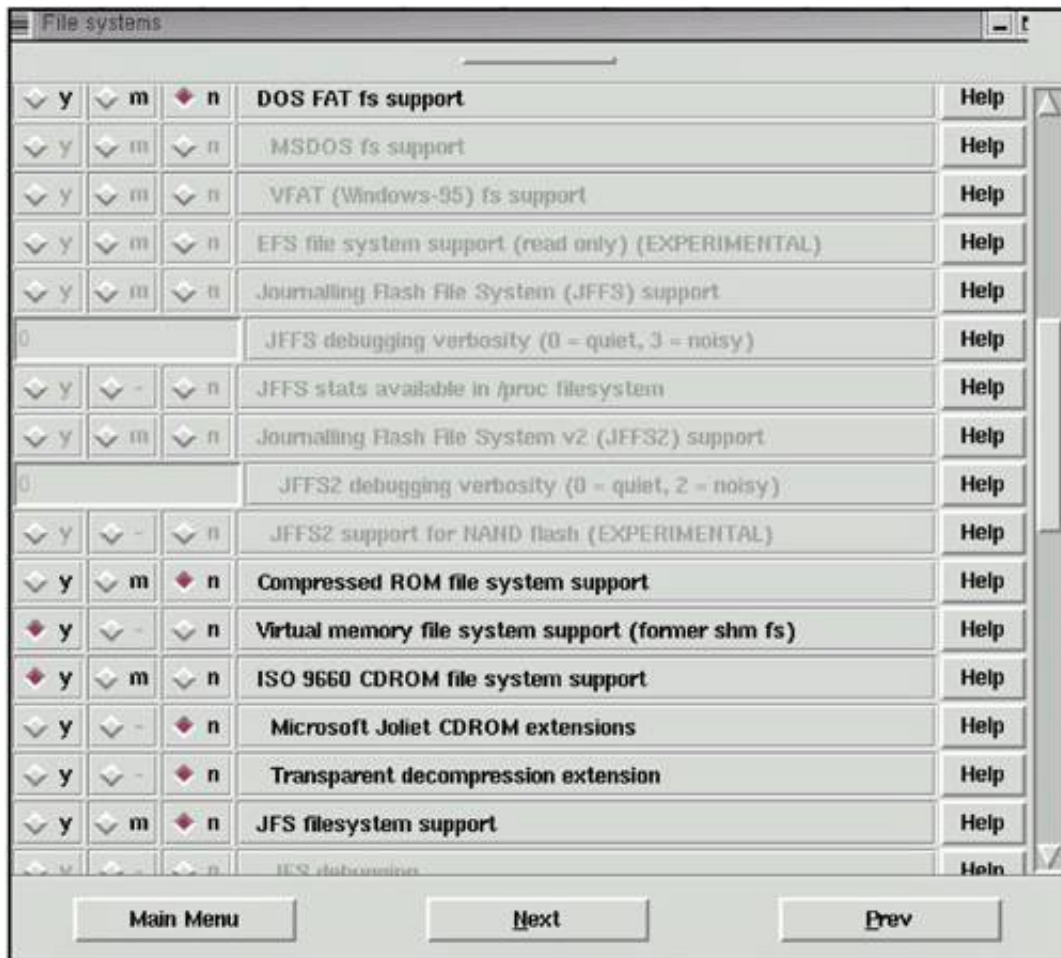 File systems
y m n DOS FAT fs support Help
y m n MSDOS fs support Help
y m n VFAT (Windows-95) fs support Help
y m n EFS file system support (read only) (EXPERIMENTAL) Help
y m n Journalling Flash File System (JFFS) support Help
0 JFFS debugging verbosity (0 = quiet, 3 = noisy) Help
y - n JFFS stats available in /proc filesystem Help
y m n Journalling Flash File System v2 (JFFS2) support Help
0 JFFS2 debugging verbosity (0 = quiet, 2 = noisy) Help
y - n JFFS2 support for NAND flash (EXPERIMENTAL) Help
y m n Compressed ROM file system support Help
y - n Virtual memory file system support (former shm fs) Help
y m n ISO 9660 CDROM file system support Help
y - n Microsoft Joliet CDROM extensions Help
y - n Transparent decompression extension Help
y m n JFS filesystem support Help
y - n JFS debugging Help
Main Menu Next Prev